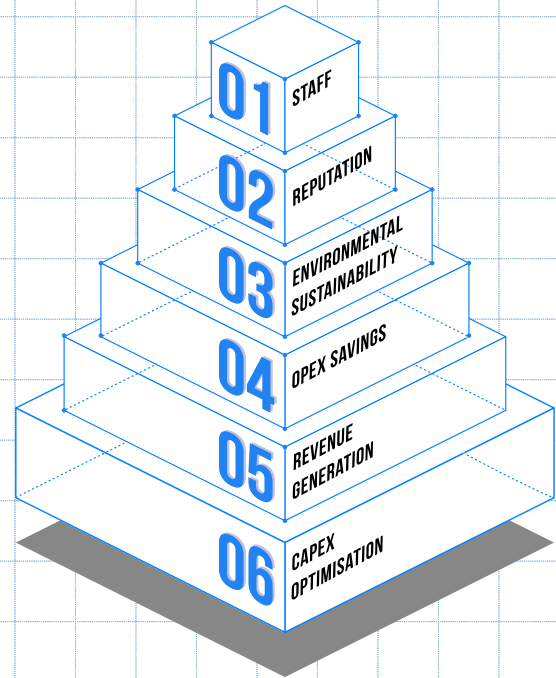 01 STAFF
02 REPUTATION
03 ENVIRONMENTAL
SUSTAINABILITY
04 OPEX SAVINGS
05 REVENUE
GENERATION
06 CAPEX
OPTIMISATION